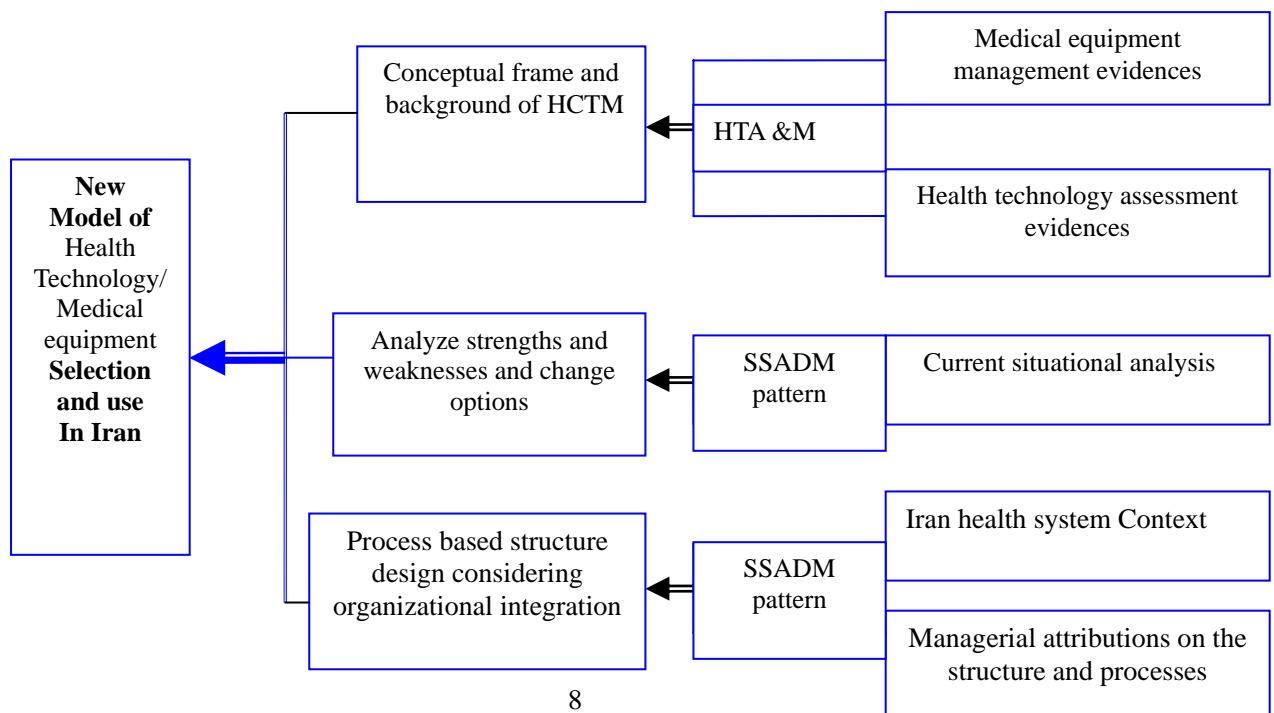 Medical equipment
management evidences
Conceptual frame and
background of HCTM
HTA &M
Health technology assessment
evidences
New
Model of
Health
Technology/
Medical
equipment
Selection
and use
In Iran
Analyze strengths and
weaknesses and change
options
SSADM
pattern
Current situational analysis
Process based structure
design considering
organizational integration
SSADM
pattern
Iran health system Context
Managerial attributions on the
structure and processes
8